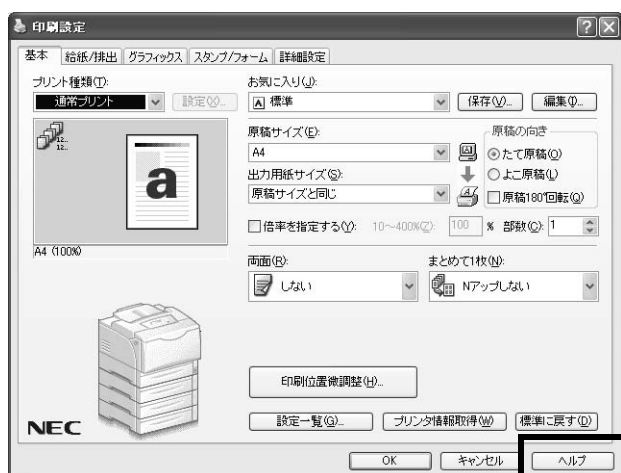 印刷設定
基本 給紙/排出 グラフィックス スタンプ/フォーム 詳細設定
プリント種類(T):
通常プリント 設定(X)...
12...
12...
a
A4 (100%)
お気に入り(J):
A 標準 保存(V)... 編集(I)...
原稿サイズ(E):
A4
出力用紙サイズ(S):
原稿サイズと同じ
原稿の向き
たて原稿(O)
よこ原稿(L)
原稿180°回転(Q)
倍率を指定する(Y): 10～400%(Z): 100 % 部数(C): 1
両面(R): まとめて1枚(N):
しない Nアップしない
印刷位置微調整(H)...
NEC
設定一覧(G)... プリンタ情報取得(W) 標準に戻す(D)
OK キャンセル ヘルプ